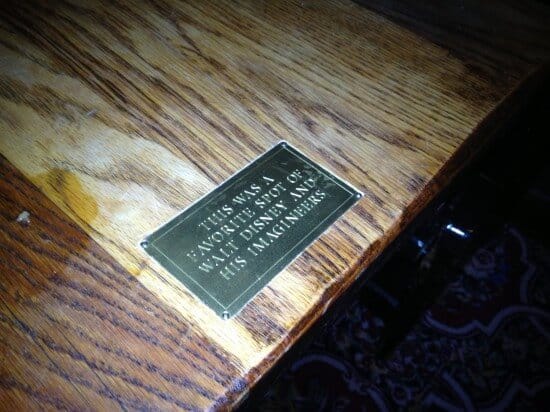 THIS WAS A
FAVORITE SPOT OF
WALT DISNEY AND
HIS IMAGINEERS